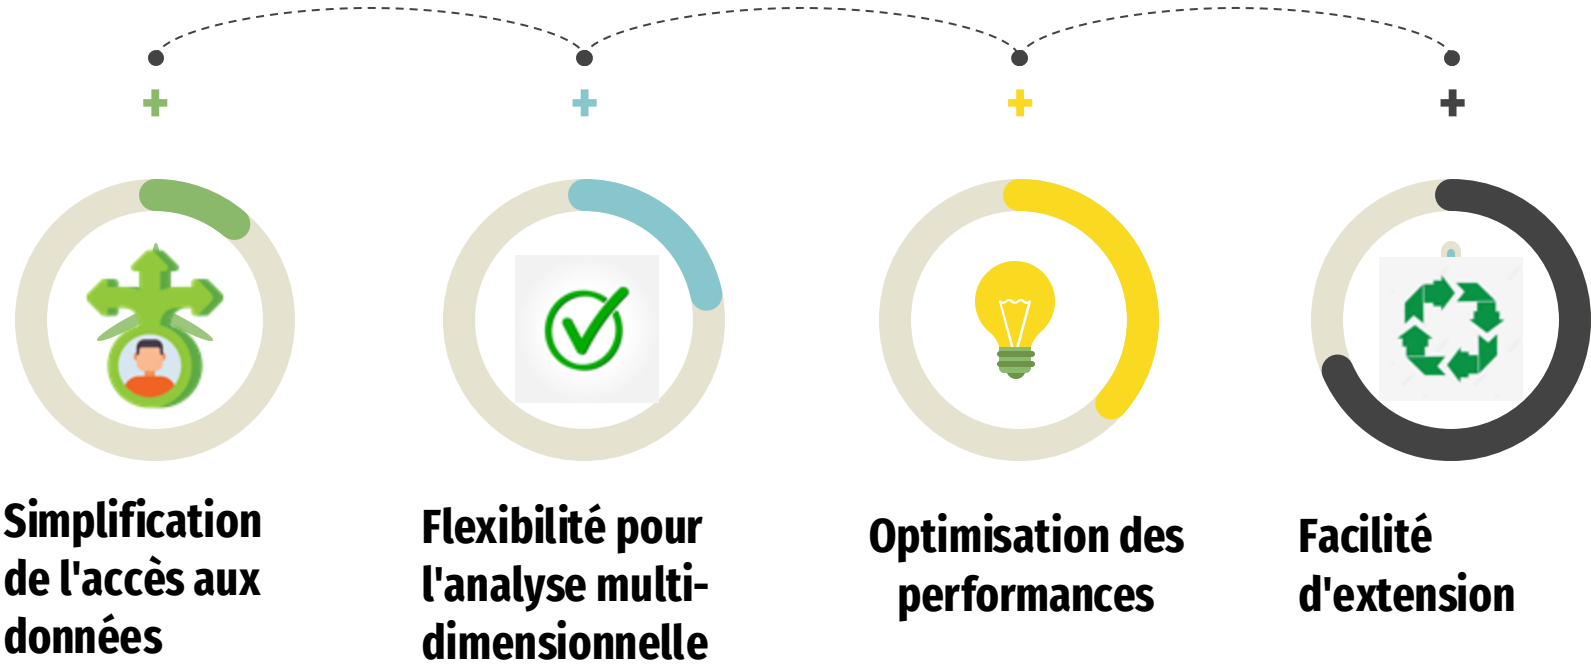 Simplification
de l'accès aux
données
Flexibilité pour
l'analyse multi-
dimensionnelle
Optimisation des
performances
Facilité
d'extension